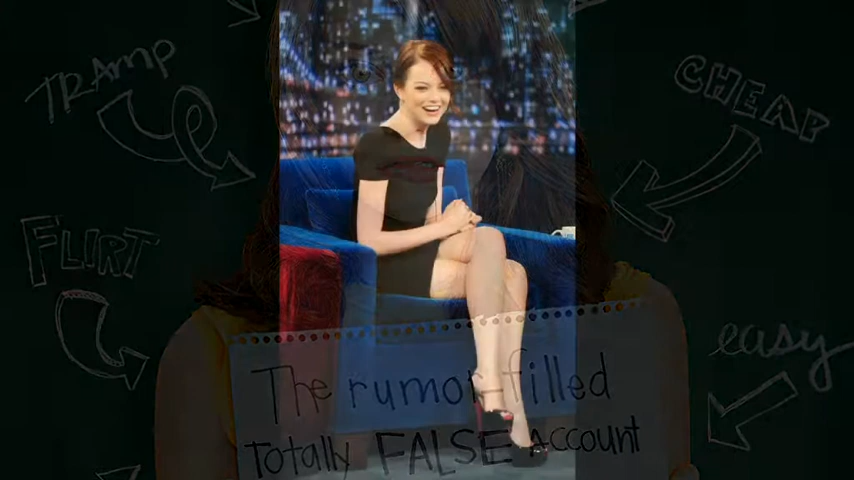 TRAMP
CHEAP
FLIRT
easy
The rumor-filled
Totally FALSE Account